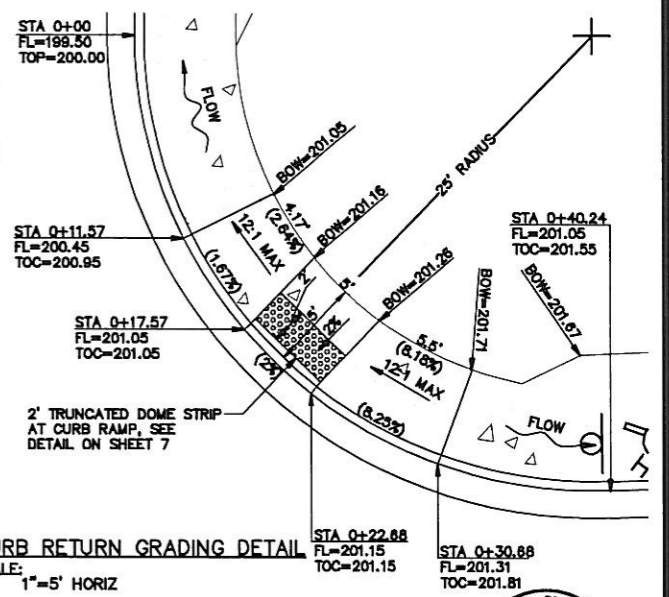 STA 0+00
FL=199.50
TOP=200.00
FLOW
BOW=201.05
25' RADIUS
4.17'
(2.64%)
12:1 MAX
BOW=201.16
STA 0+40.24
FL=201.05
TOC=201.55
STA 0+11.57
FL=200.45
TOC=200.95
(1.67%)
2'
5'
BOW=201.26
BOW=201.71
BOW=201.67
STA 0+17.57
FL=201.05
TOC=201.05
5'
2%
5.5'
(8.18%)
12:1 MAX
(2%)
(8.25%)
FLOW
2' TRUNCATED DOME STRIP
AT CURB RAMP, SEE
DETAIL ON SHEET 7
STA 0+22.68
FL=201.15
TOC=201.15
STA 0+30.68
FL=201.31
TOC=201.81
RB RETURN GRADING DETAIL
LE:
1"=5' HORIZ